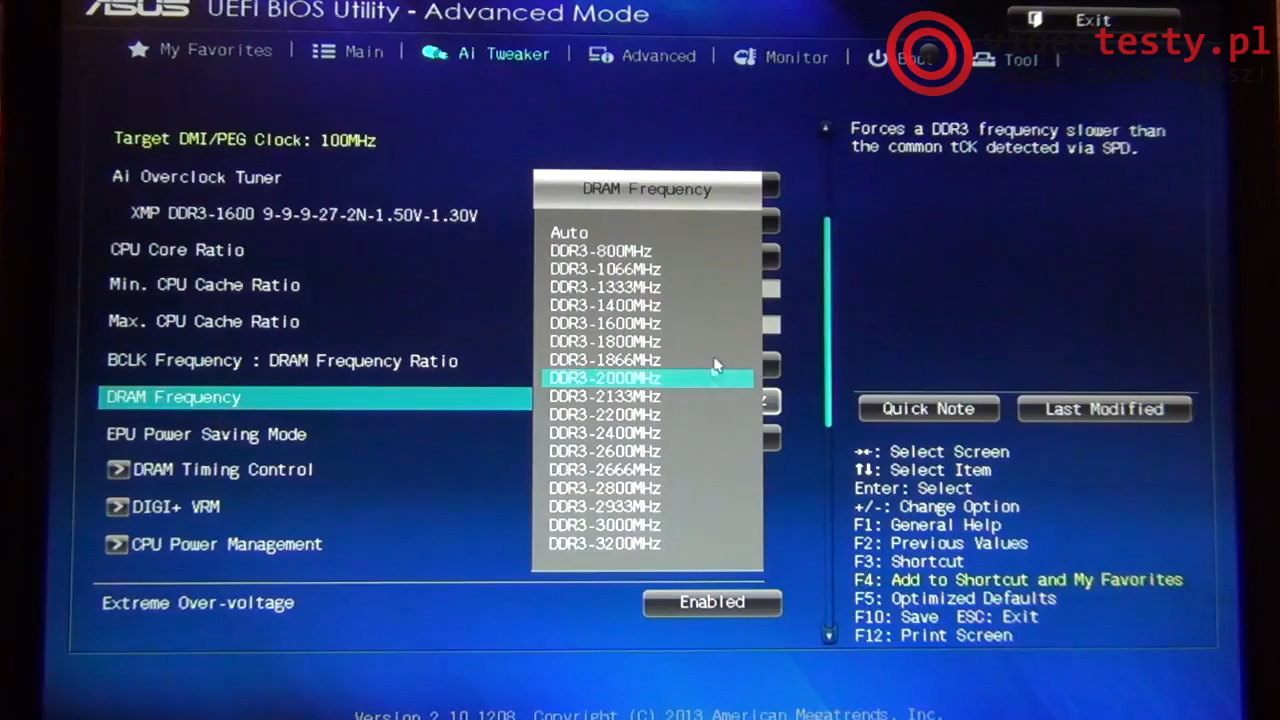 ASUS UEFI BIOS Utility - Advanced Mode
Exit
My Favorites | Main | Ai Tweaker | Advanced | Monitor | Boot Tool |
testy.pl
Target DMI/PEG Clock: 100MHz
Ai Overclock Tuner
XMP DDR3-1600 9-9-9-27-2N-1.50V-1.30V
CPU Core Ratio
Min. CPU Cache Ratio
Max. CPU Cache Ratio
BCLK Frequency : DRAM Frequency Ratio
DRAM Frequency
EPU Power Saving Mode
DRAM Timing Control
DIGI+ VRM
CPU Power Management
Extreme Over-voltage
Enabled
DRAM Frequency
Auto
DDR3-800MHz
DDR3-1066MHz
DDR3-1333MHz
DDR3-1400MHz
DDR3-1600MHz
DDR3-1800MHz
DDR3-1866MHz
DDR3-2000MHz
DDR3-2133MHz
DDR3-2200MHz
DDR3-2400MHz
DDR3-2600MHz
DDR3-2666MHz
DDR3-2800MHz
DDR3-2933MHz
DDR3-3000MHz
DDR3-3200MHz
Forces a DDR3 frequency slower than
the common tCK detected via SPD.
Quick Note
Last Modified
→←: Select Screen
↑↓: Select Item
Enter: Select
+/-: Change Option
F1: General Help
F2: Previous Values
F3: Shortcut
F4: Add to Shortcut and My Favorites
F5: Optimized Defaults
F10: Save ESC: Exit
F12: Print Screen
Version 2.10.1208. Copyright (C) 2013 American Megatrends, Inc.